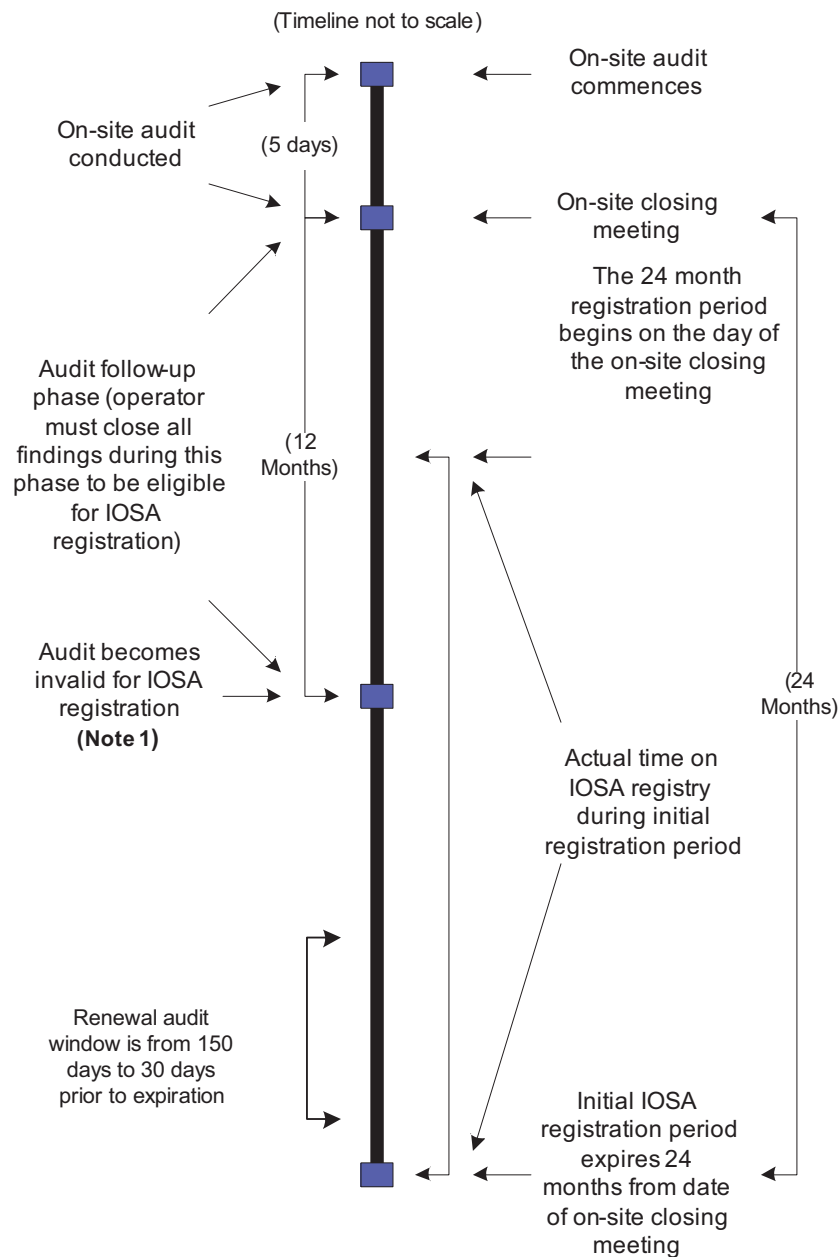 (Timeline not to scale)
On-site audit
commences
On-site audit
conducted
(5 days)
On-site closing
meeting
The 24 month
registration period
begins on the day of
the on-site closing
meeting
Audit follow-up
phase (operator
must close all
findings during this
phase to be eligible
for IOSA
registration)
(12
Months)
Audit becomes
invalid for IOSA
registration
(Note 1)
(24
Months)
Actual time on
IOSA registry
during initial
registration period
Renewal audit
window is from 150
days to 30 days
prior to expiration
Initial IOSA
registration period
expires 24
months from date
of on-site closing
meeting